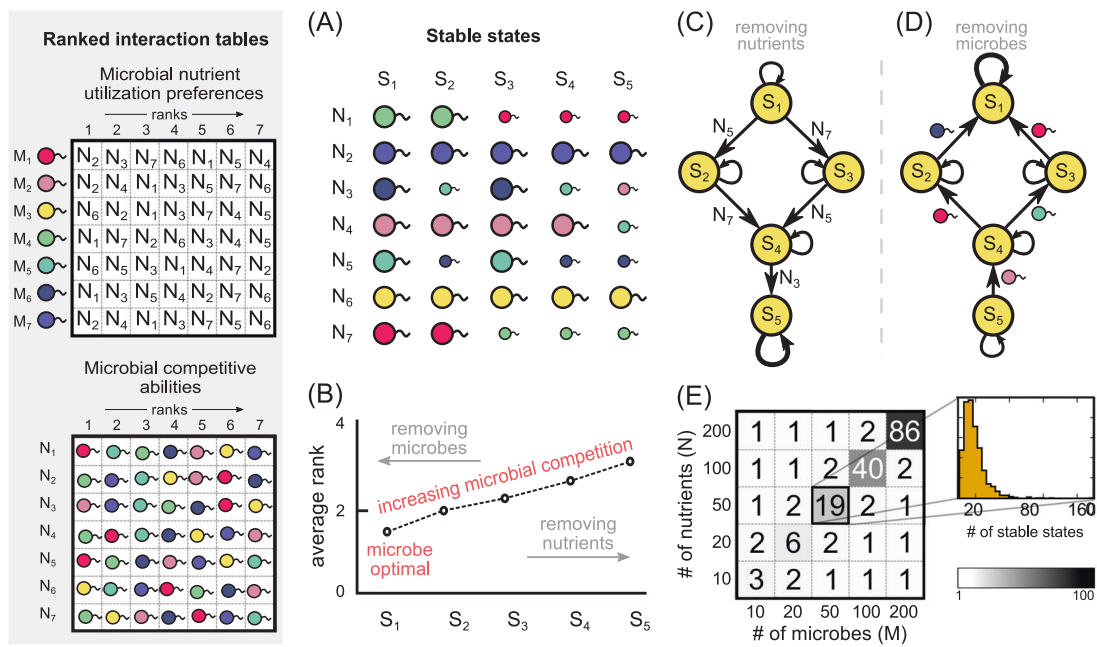 Ranked interaction tables
Microbial nutrient
utilization preferences
ranks
1 2 3 4 5 6 7
M₁ N₂ N₃ N₇ N₆ N₁ N₅ N₄
M₂ N₂ N₄ N₁ N₃ N₅ N₇ N₆
M₃ N₆ N₂ N₁ N₃ N₇ N₄ N₅
M₄ N₁ N₇ N₂ N₆ N₃ N₄ N₅
M₅ N₆ N₅ N₃ N₁ N₄ N₇ N₂
M₆ N₁ N₃ N₅ N₄ N₂ N₇ N₆
M₇ N₂ N₄ N₁ N₃ N₇ N₅ N₆
Microbial competitive
abilities
ranks
1 2 3 4 5 6 7
N₁
N₂
N₃
N₄
N₅
N₆
N₇
(A)
Stable states
S₁ S₂ S₃ S₄ S₅
N₁
N₂
N₃
N₄
N₅
N₆
N₇
(B)
average rank
4
2
0
removing
microbes
increasing microbial competition
microbe
optimal
removing
nutrients
S₁ S₂ S₃ S₄ S₅
(C)
removing
nutrients
S₁
N₅ N₇
S₂ S₃
N₇ N₅
S₄
N₃
S₅
(D)
removing
microbes
S₁
S₂ S₃
S₄
S₅
(E)
# of nutrients (N)
200 1 1 1 2 86
100 1 1 2 40 2
50 1 2 19 2 1
20 2 6 2 1 1
10 3 2 1 1 1
10 20 50 100 200
# of microbes (M)
20 160 0
# of stable states
1 100